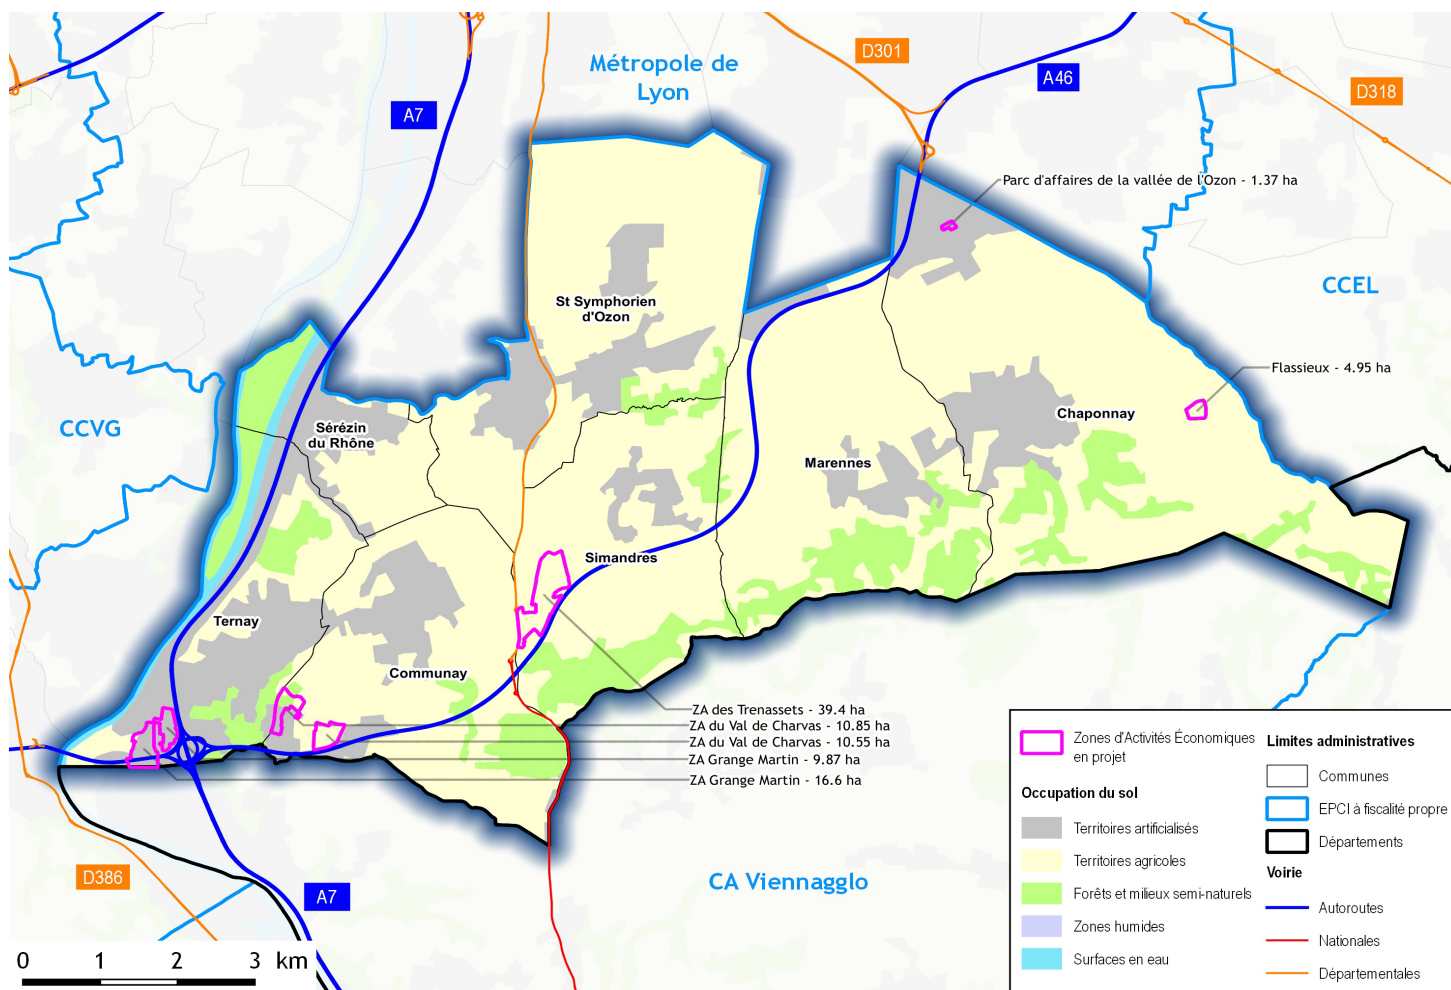 Métropole de
Lyon
D301
A46
D318
A7
Parc d'affaires de la vallée de l'Ozon - 1.37 ha
CCEL
St Symphorien
d'Ozon
Flassieux - 4.95 ha
CCVG
Sérézin
du Rhône
Chaponnay
Marennes
Simandres
Ternay
Communay
ZA des Trenassets - 39.4 ha
ZA du Val de Charvas - 10.85 ha
ZA du Val de Charvas - 10.55 ha
ZA Grange Martin - 9.87 ha
ZA Grange Martin - 16.6 ha
D386
A7
CA Viennagglo
0 1 2 3 km
Zones d'Activités Économiques
en projet
Occupation du sol
Territoires artificialisés
Territoires agricoles
Forêts et milieux semi-naturels
Zones humides
Surfaces en eau
Limites administratives
Communes
EPCI à fiscalité propre
Départements
Voirie
Autoroutes
Nationales
Départementales